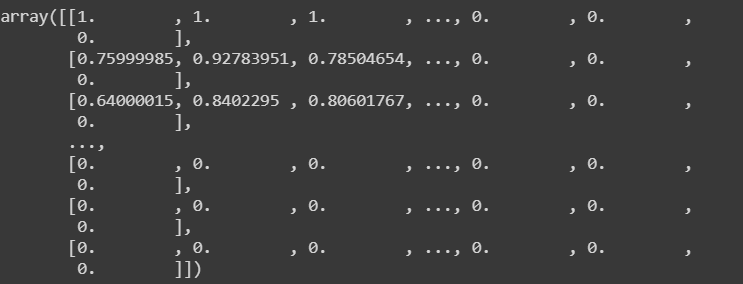 array([[1.        , 1.        , 1.        , ..., 0.        , 0.        ,
        0.        ],
       [0.75999985, 0.92783951, 0.78504654, ..., 0.        , 0.        ,
        0.        ],
       [0.64000015, 0.8402295 , 0.80601767, ..., 0.        , 0.        ,
        0.        ],
       ...,
       [0.        , 0.        , 0.        , ..., 0.        , 0.        ,
        0.        ],
       [0.        , 0.        , 0.        , ..., 0.        , 0.        ,
        0.        ],
       [0.        , 0.        , 0.        , ..., 0.        , 0.        ,
        0.        ]])